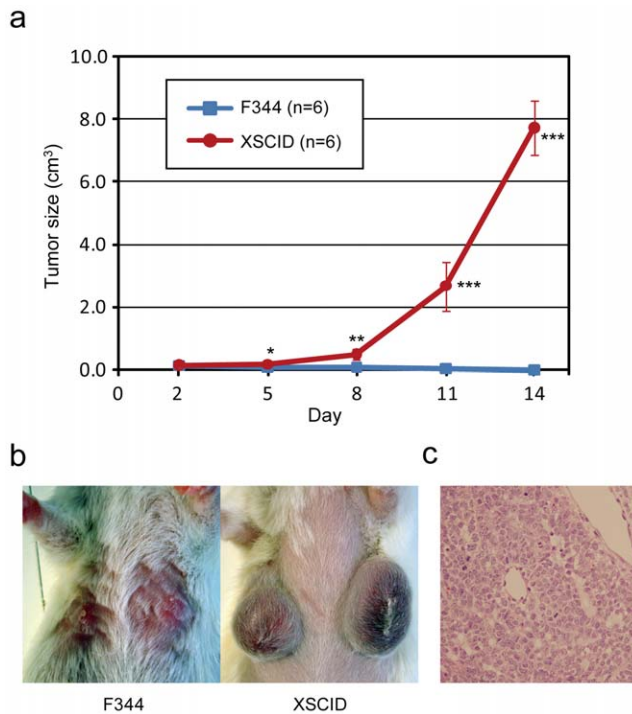 a
10.0
8.0
6.0
4.0
2.0
0.0
Tumor size (cm³)
F344 (n=6)
XSCID (n=6)
*
**
***
***
0 2 5 8 11 14
Day
b
c
F344 XSCID